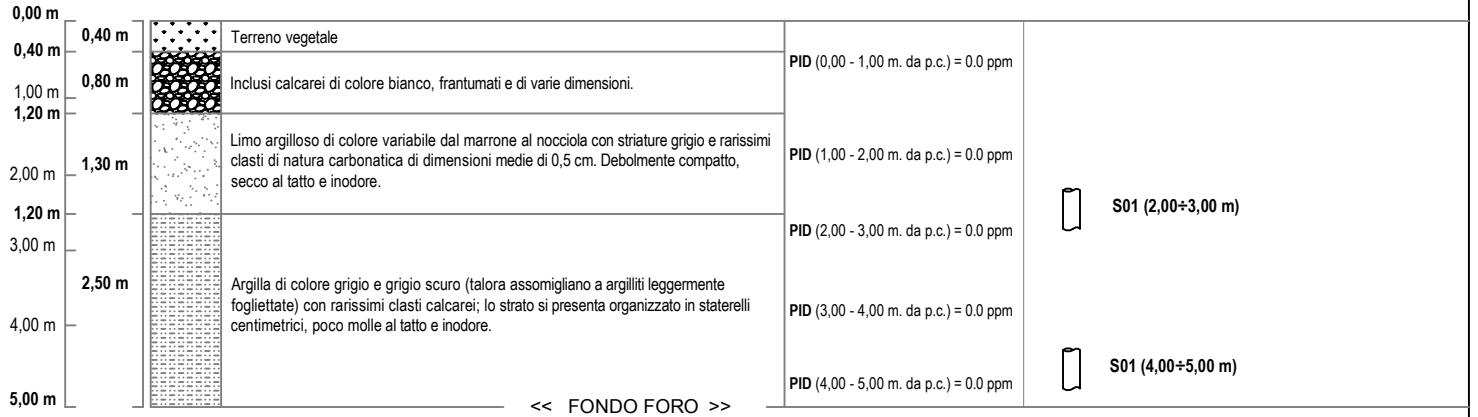 0,00 m
0,40 m
0,40 m
0,80 m
1,00 m
1,20 m
1,30 m
2,00 m
1,20 m
3,00 m
2,50 m
4,00 m
5,00 m
Terreno vegetale
Inclusi calcarei di colore bianco, frantumati e di varie dimensioni.
Limo argilloso di colore variabile dal marrone al nocciola con striature grigio e rarissimi
clasti di natura carbonatica di dimensioni medie di 0,5 cm. Debolmente compatto,
secco al tatto e inodore.
Argilla di colore grigio e grigio scuro (talora assomigliano a argilliti leggermente
fogliettate) con rarissimi clasti calcarei; lo strato si presenta organizzato in staterelli
centimetrici, poco molle al tatto e inodore.
<< FONDO FORO >>
PID (0,00 - 1,00 m. da p.c.) = 0.0 ppm
PID (1,00 - 2,00 m. da p.c.) = 0.0 ppm
PID (2,00 - 3,00 m. da p.c.) = 0.0 ppm
PID (3,00 - 4,00 m. da p.c.) = 0.0 ppm
PID (4,00 - 5,00 m. da p.c.) = 0.0 ppm
S01 (2,00÷3,00 m)
S01 (4,00÷5,00 m)